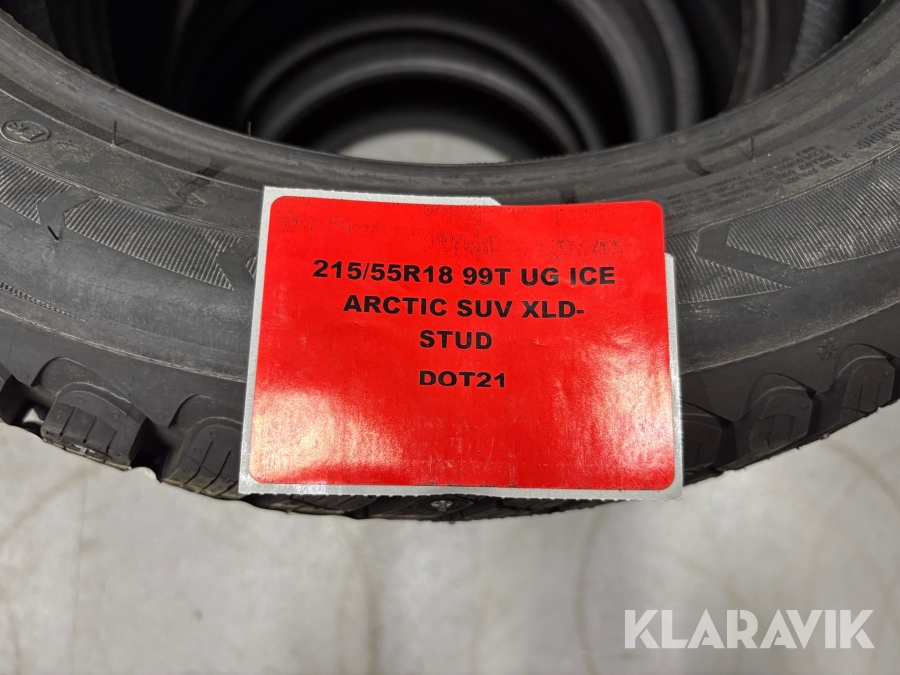 215/55R18 99T UG ICE
ARCTIC SUV XLD-
STUD
DOT21
KLARAVIK